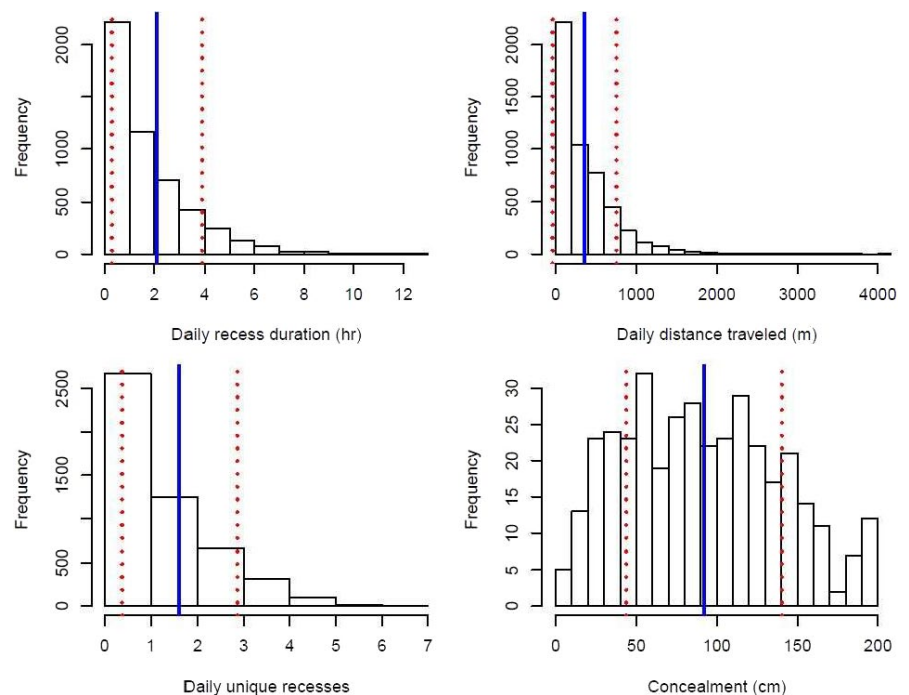 Frequency
0 500 1000 1500 2000
0 2 4 6 8 10 12
Daily recess duration (hr)
Frequency
0 500 1000 1500 2000
0 1000 2000 3000 4000
Daily distance traveled (m)
Frequency
0 500 1500 2500
0 1 2 3 4 5 6 7
Daily unique recesses
Frequency
0 5 10 15 20 25 30
0 50 100 150 200
Concealment (cm)